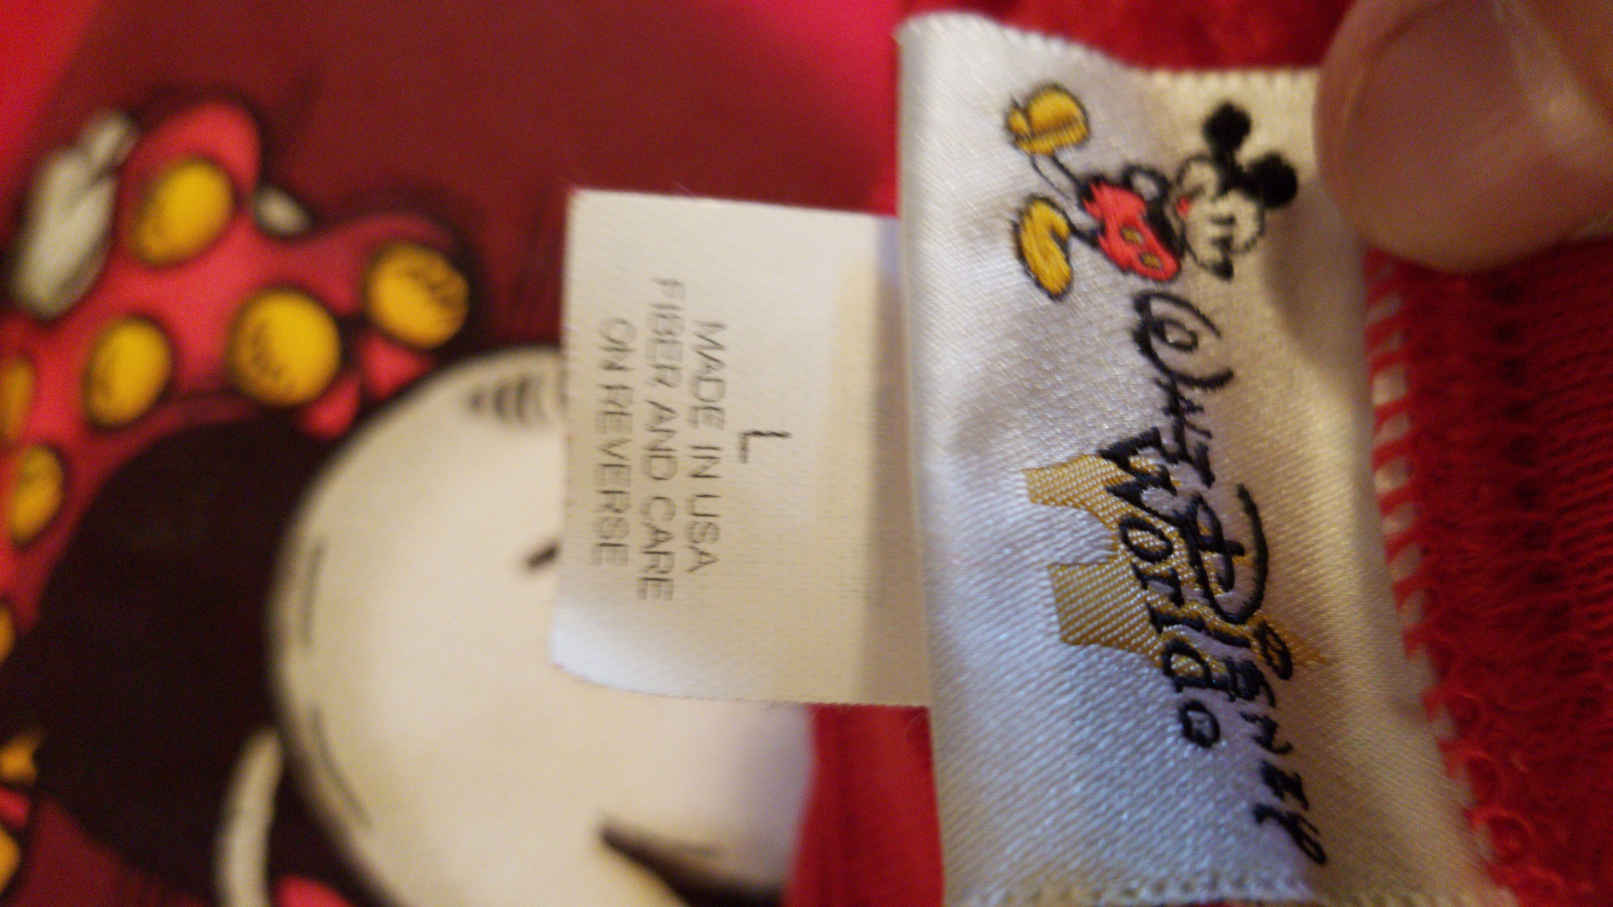 Walt Disney
World®
L
MADE IN USA
FIBER AND CARE
ON REVERSE